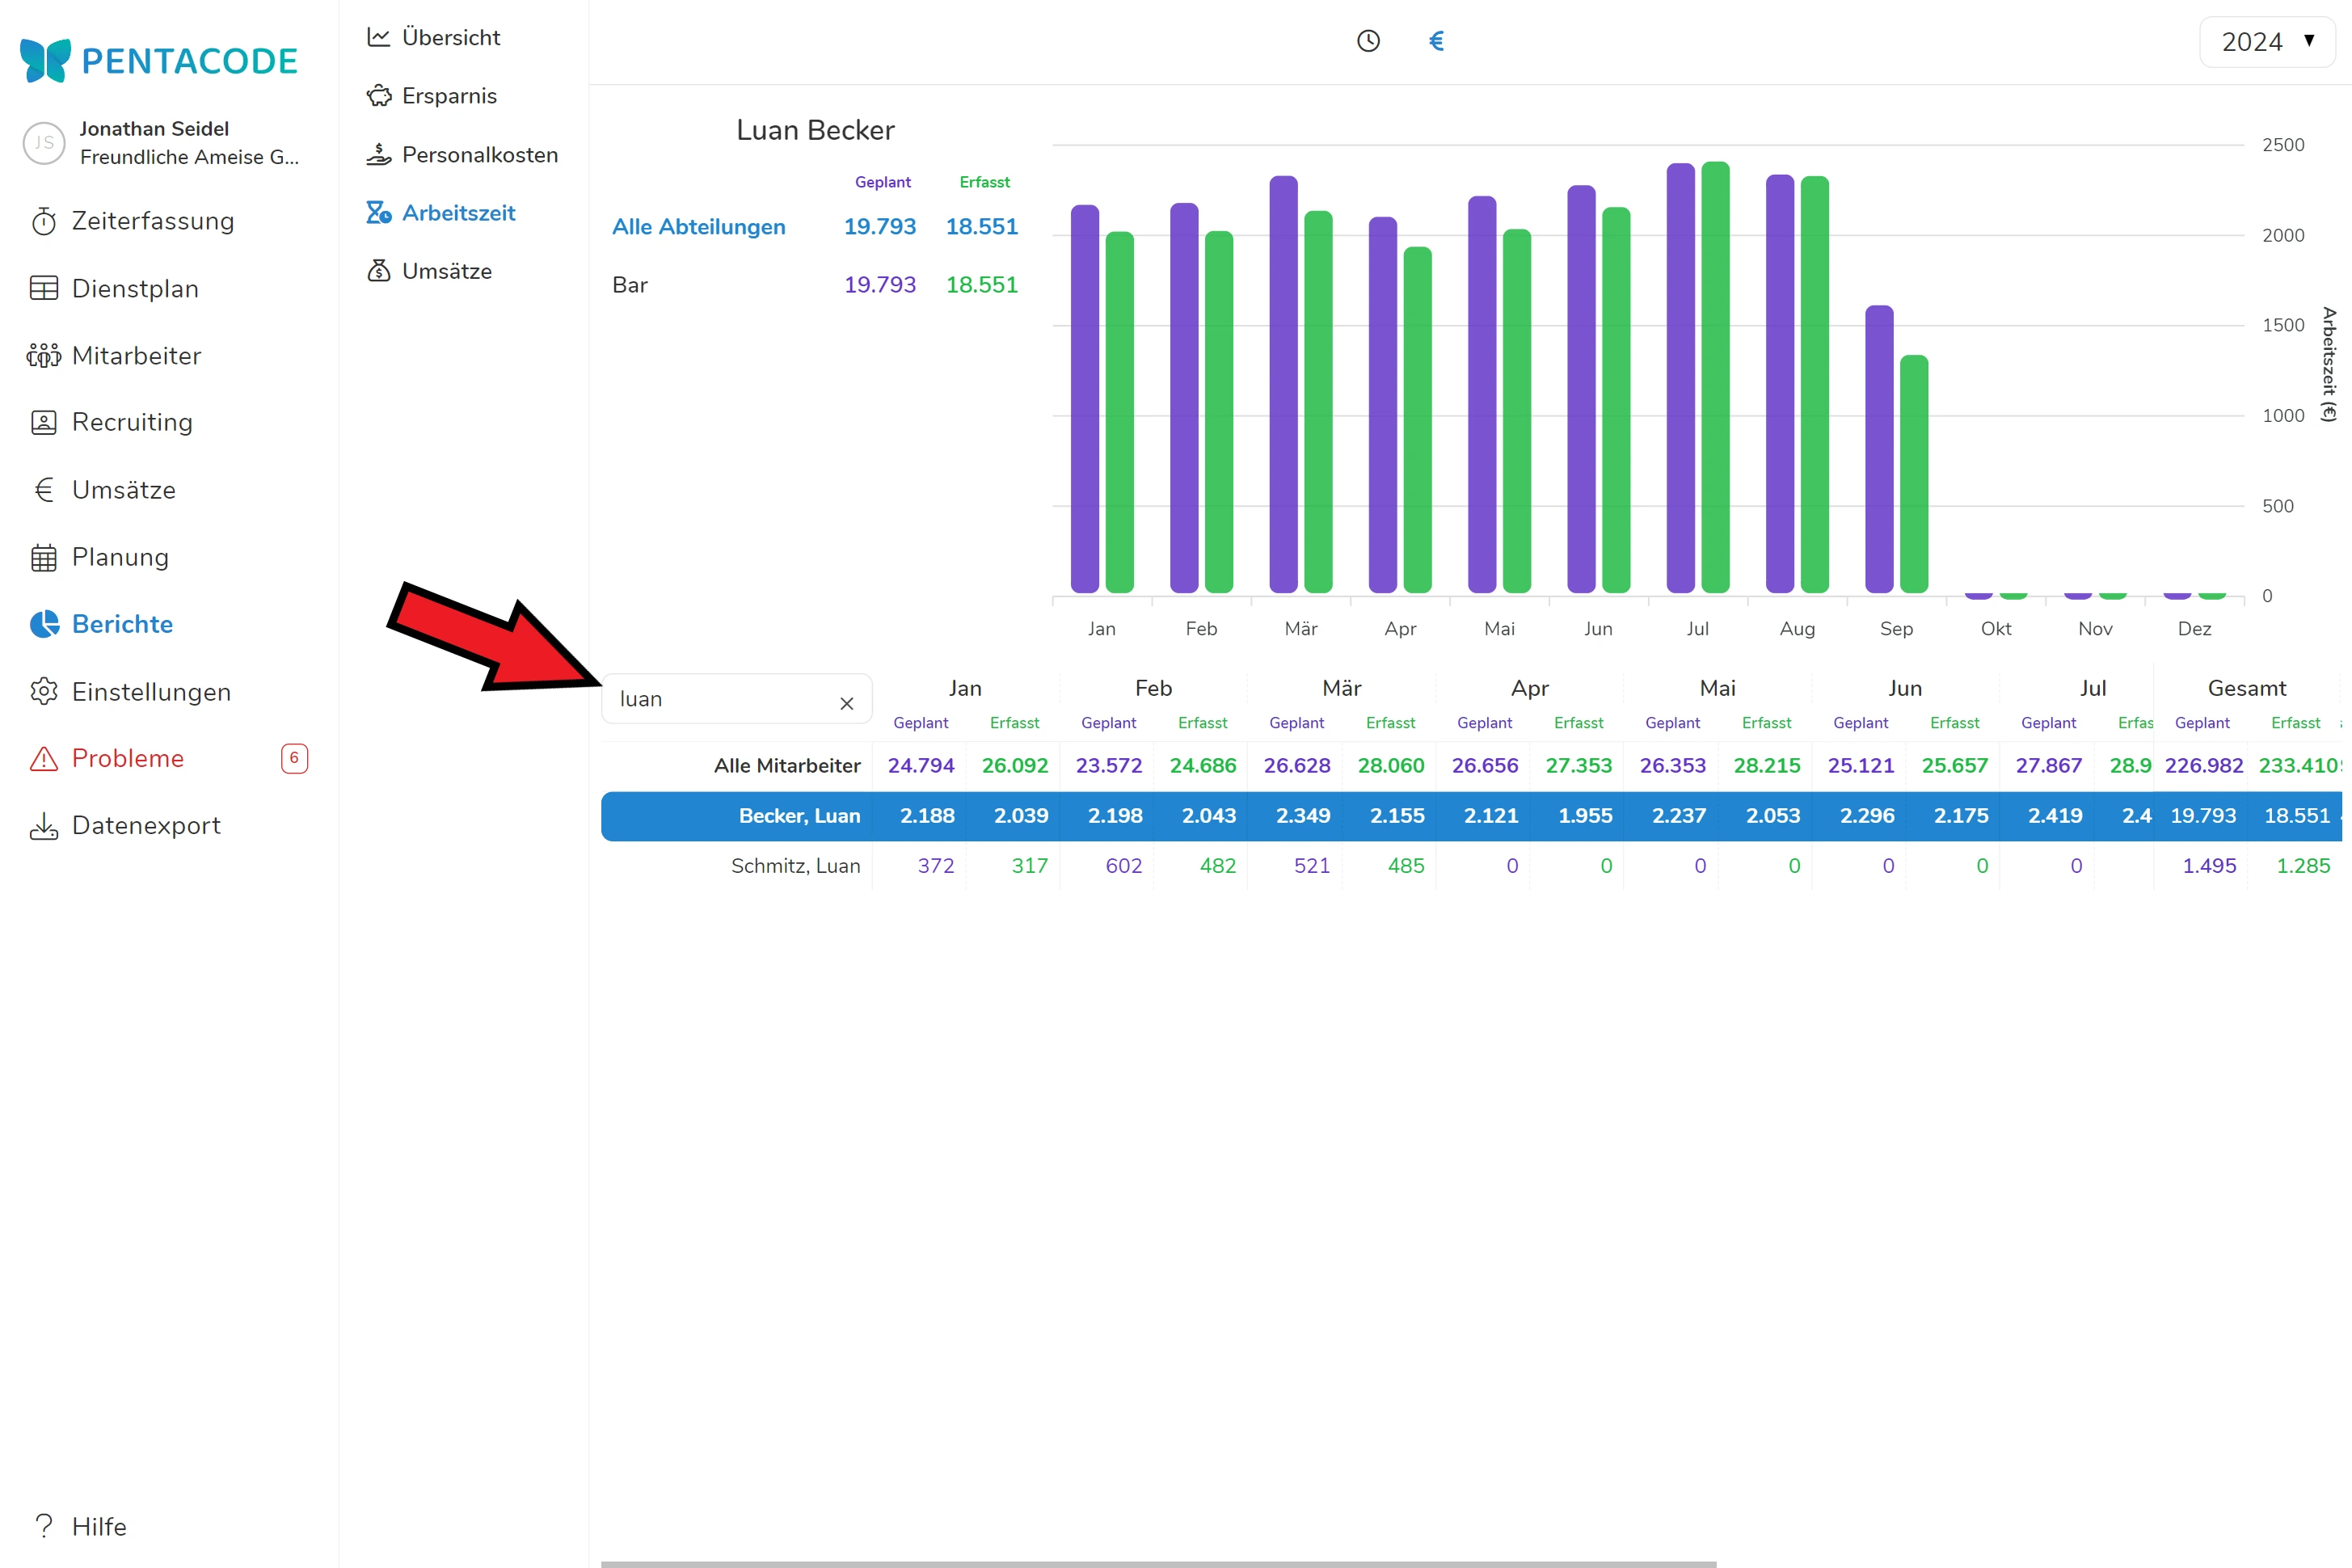 PENTACODE
JS
Jonathan Seidel
Freundliche Ameise G...
Zeiterfassung
Dienstplan
Mitarbeiter
Recruiting
Umsätze
Planung
Berichte
Einstellungen
Probleme 6
Datenexport
Hilfe
Übersicht
Ersparnis
Personalkosten
Arbeitszeit
Umsätze
€
2024
Luan Becker
Geplant Erfasst
Alle Abteilungen 19.793 18.551
Bar 19.793 18.551
2500
2000
1500
1000
500
0
Arbeitszeit (€)
Jan Feb Mär Apr Mai Jun Jul Aug Sep Okt Nov Dez
luan
Jan Feb Mär Apr Mai Jun Jul Gesamt
Geplant Erfasst Geplant Erfasst Geplant Erfasst Geplant Erfasst Geplant Erfasst Geplant Erfasst Geplant Erfas Geplant Erfasst
Alle Mitarbeiter 24.794 26.092 23.572 24.686 26.628 28.060 26.656 27.353 26.353 28.215 25.121 25.657 27.867 28.9 226.982 233.410
Becker, Luan 2.188 2.039 2.198 2.043 2.349 2.155 2.121 1.955 2.237 2.053 2.296 2.175 2.419 2.4 19.793 18.551
Schmitz, Luan 372 317 602 482 521 485 0 0 0 0 0 0 0 1.495 1.285